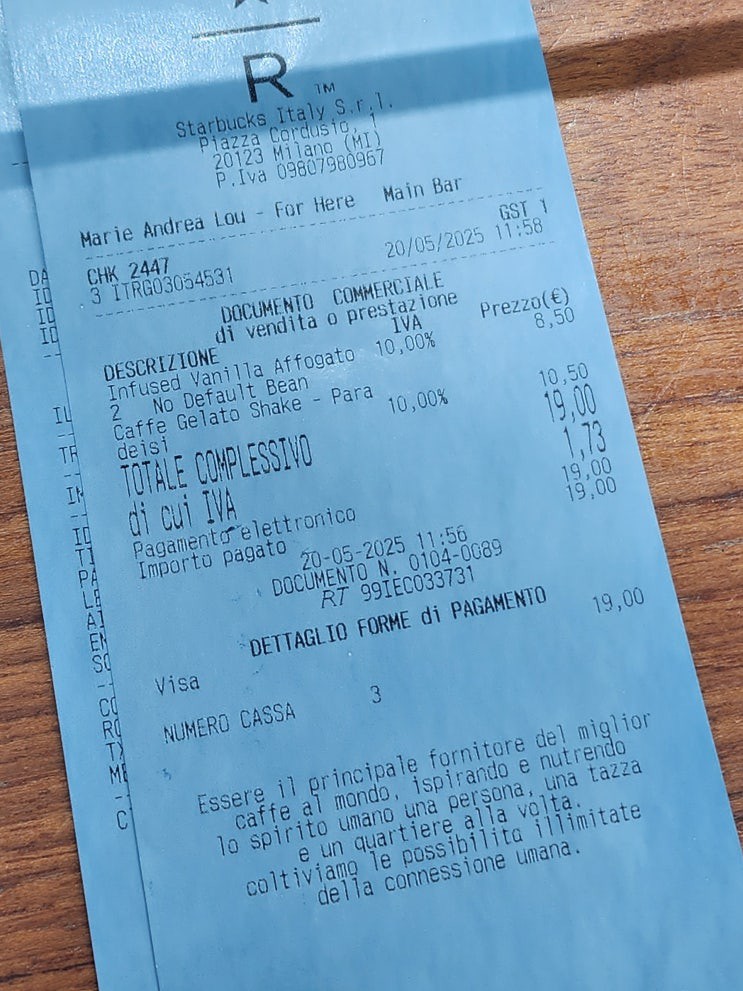 R TM
Starbucks Italy S.r.l.
Piazza Cordusio, 1
20123 Milano (MI)
P.Iva 09807980967
Marie Andrea Lou - For Here Main Bar
GST 1
CHK 2447 20/05/2025 11:58
3 ITRG03054531
DOCUMENTO COMMERCIALE
di vendita o prestazione
DESCRIZIONE IVA Prezzo(€)
Infused Vanilla Affogato 10,00% 8,50
2 No Default Bean
Caffe Gelato Shake - Para 10,00% 10,50
deisi
TOTALE COMPLESSIVO 19,00
di cui IVA 1,73
Pagamento elettronico 19,00
Importo pagato 19,00
20-05-2025 11:56
DOCUMENTO N. 0104-0089
RT 99IEC033731
DETTAGLIO FORME di PAGAMENTO
Visa 19,00
NUMERO CASSA 3
Essere il principale fornitore del miglior
caffe al mondo, ispirando e nutrendo
lo spirito umano una persona, una tazza
e un quartiere alla volta.
coltiviamo le possibilita illimitate
della connessione umana.